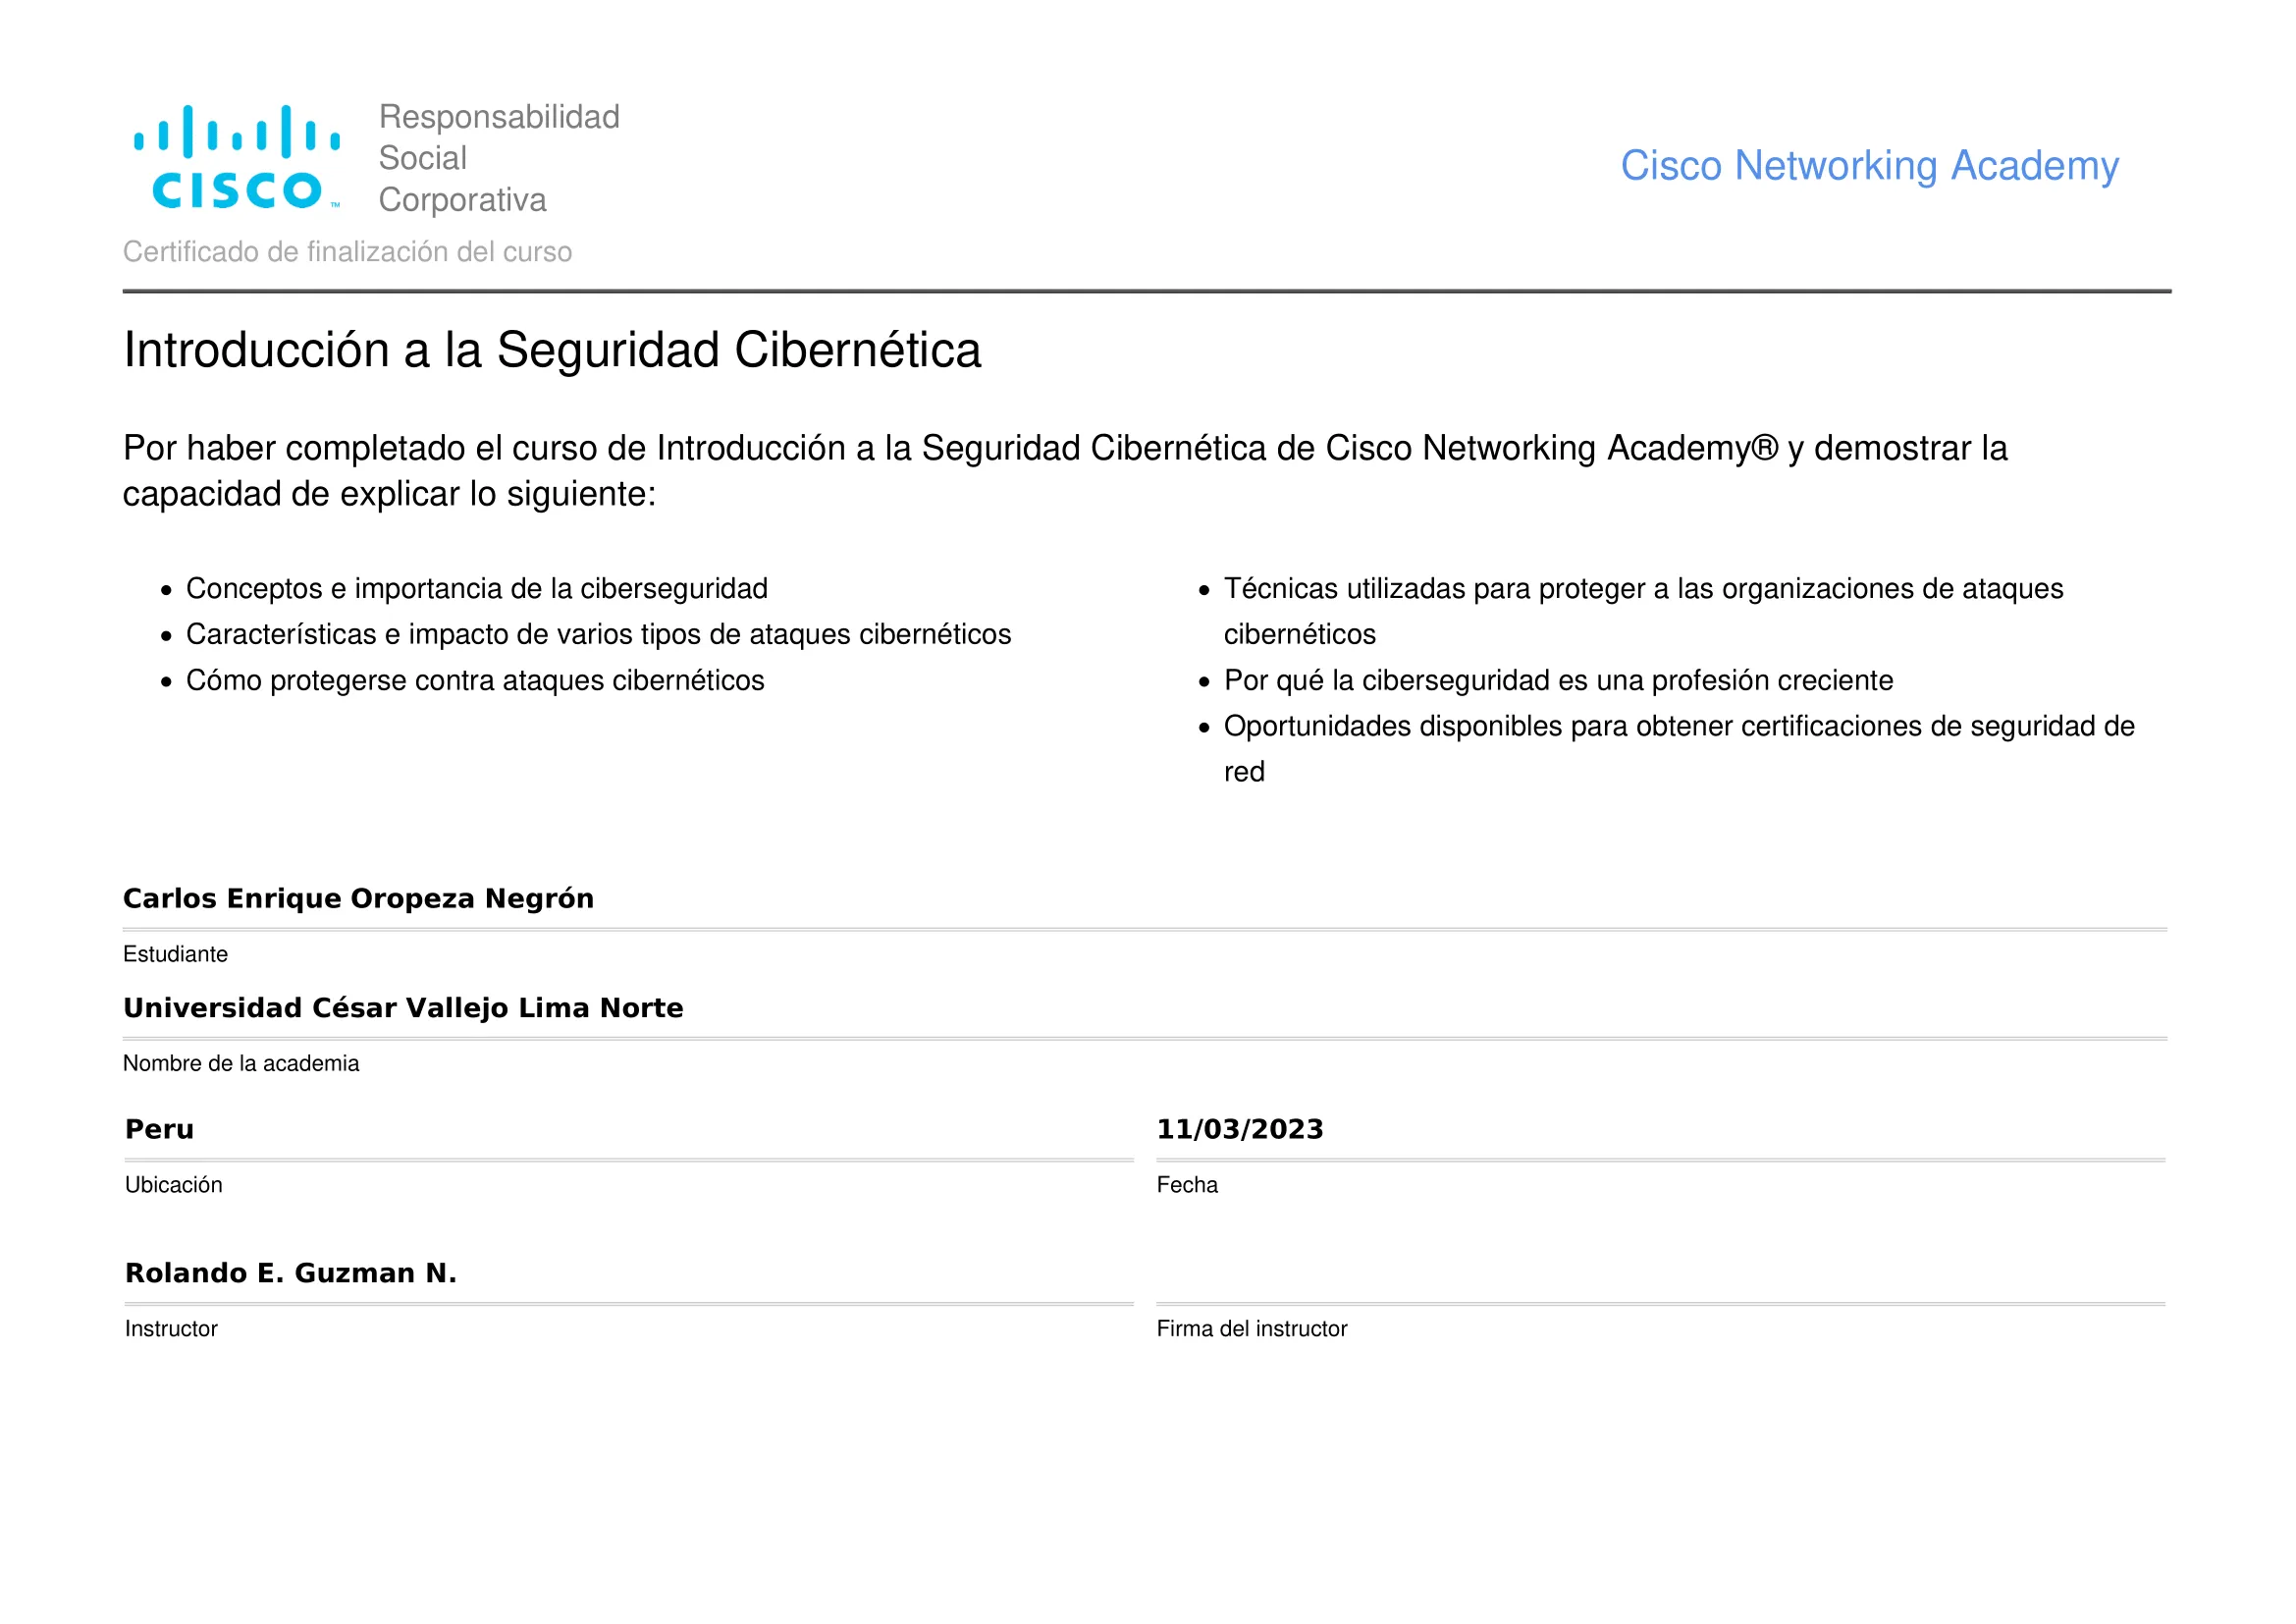 CISCO™
Responsabilidad
Social
Corporativa
Cisco Networking Academy
Certificado de finalización del curso
Introducción a la Seguridad Cibernética
Por haber completado el curso de Introducción a la Seguridad Cibernética de Cisco Networking Academy® y demostrar la
capacidad de explicar lo siguiente:
• Conceptos e importancia de la ciberseguridad
• Características e impacto de varios tipos de ataques cibernéticos
• Cómo protegerse contra ataques cibernéticos
• Técnicas utilizadas para proteger a las organizaciones de ataques
cibernéticos
• Por qué la ciberseguridad es una profesión creciente
• Oportunidades disponibles para obtener certificaciones de seguridad de
red
Carlos Enrique Oropeza Negrón
Estudiante
Universidad César Vallejo Lima Norte
Nombre de la academia
Peru
Ubicación
11/03/2023
Fecha
Rolando E. Guzman N.
Instructor
Firma del instructor